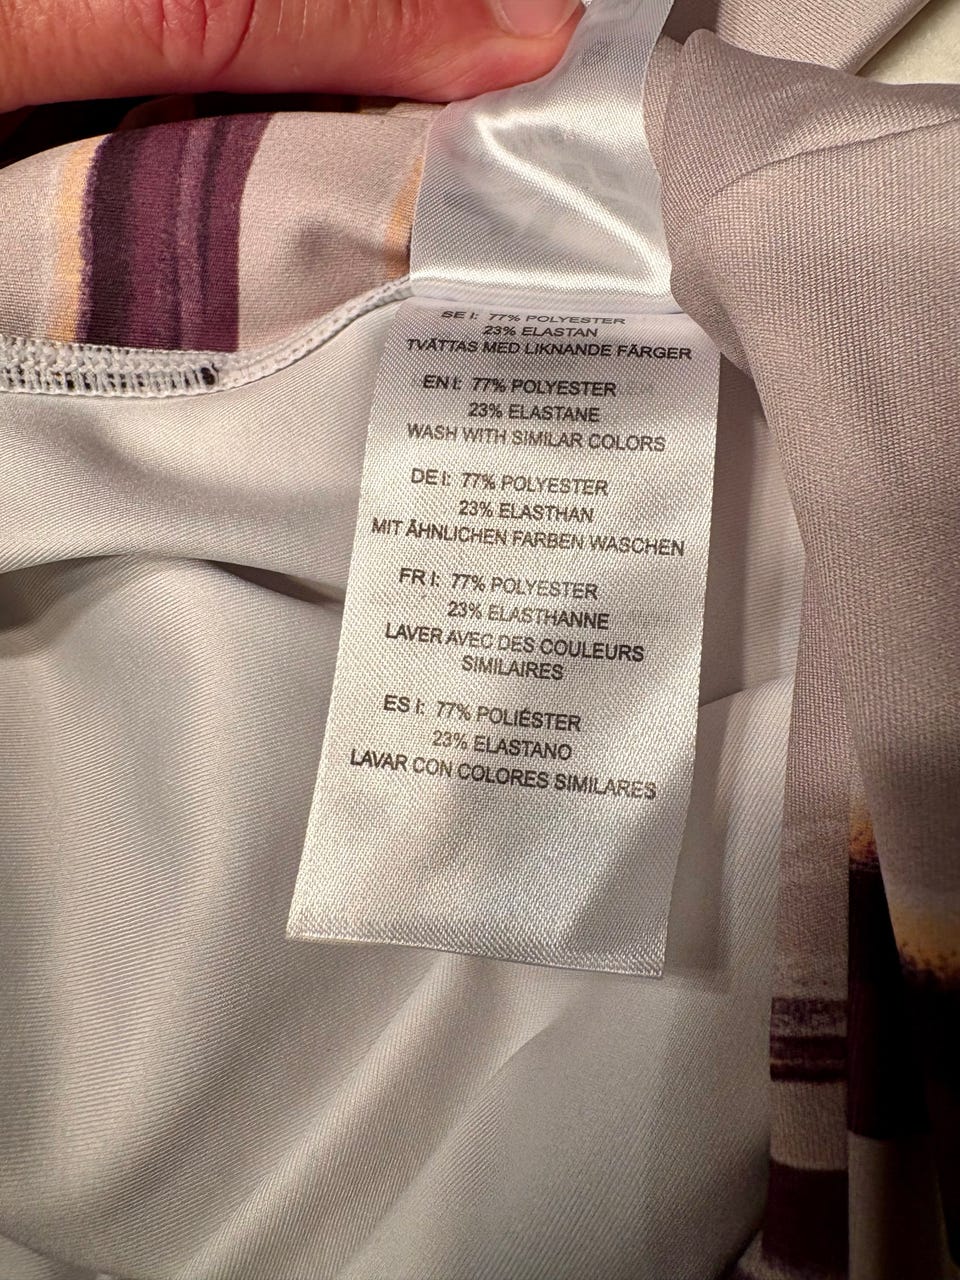 SE I: 77% POLYESTER
23% ELASTAN
TVÄTTAS MED LIKNANDE FÄRGER
EN I: 77% POLYESTER
23% ELASTANE
WASH WITH SIMILAR COLORS
DE I: 77% POLYESTER
23% ELASTHAN
MIT ÄHNLICHEN FARBEN WASCHEN
FR I: 77% POLYESTER
23% ELASTHANNE
LAVER AVEC DES COULEURS
SIMILAIRES
ES I: 77% POLIÉSTER
23% ELASTANO
LAVAR CON COLORES SIMILARES